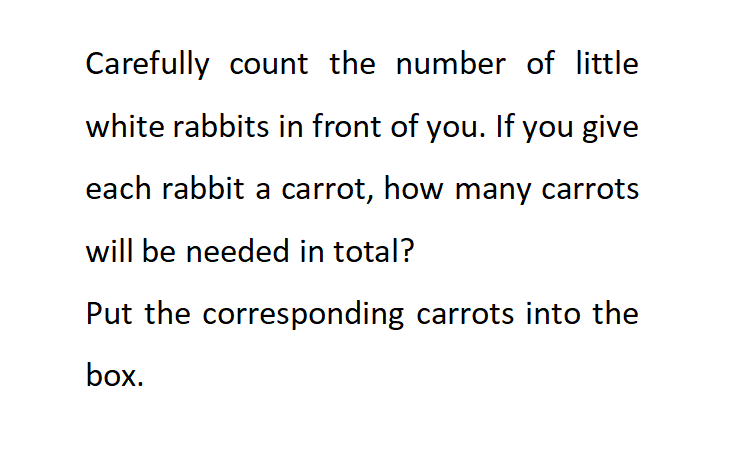 Carefully count the number of little
white rabbits in front of you. If you give
each rabbit a carrot, how many carrots
will be needed in total?
Put the corresponding carrots into the
box.